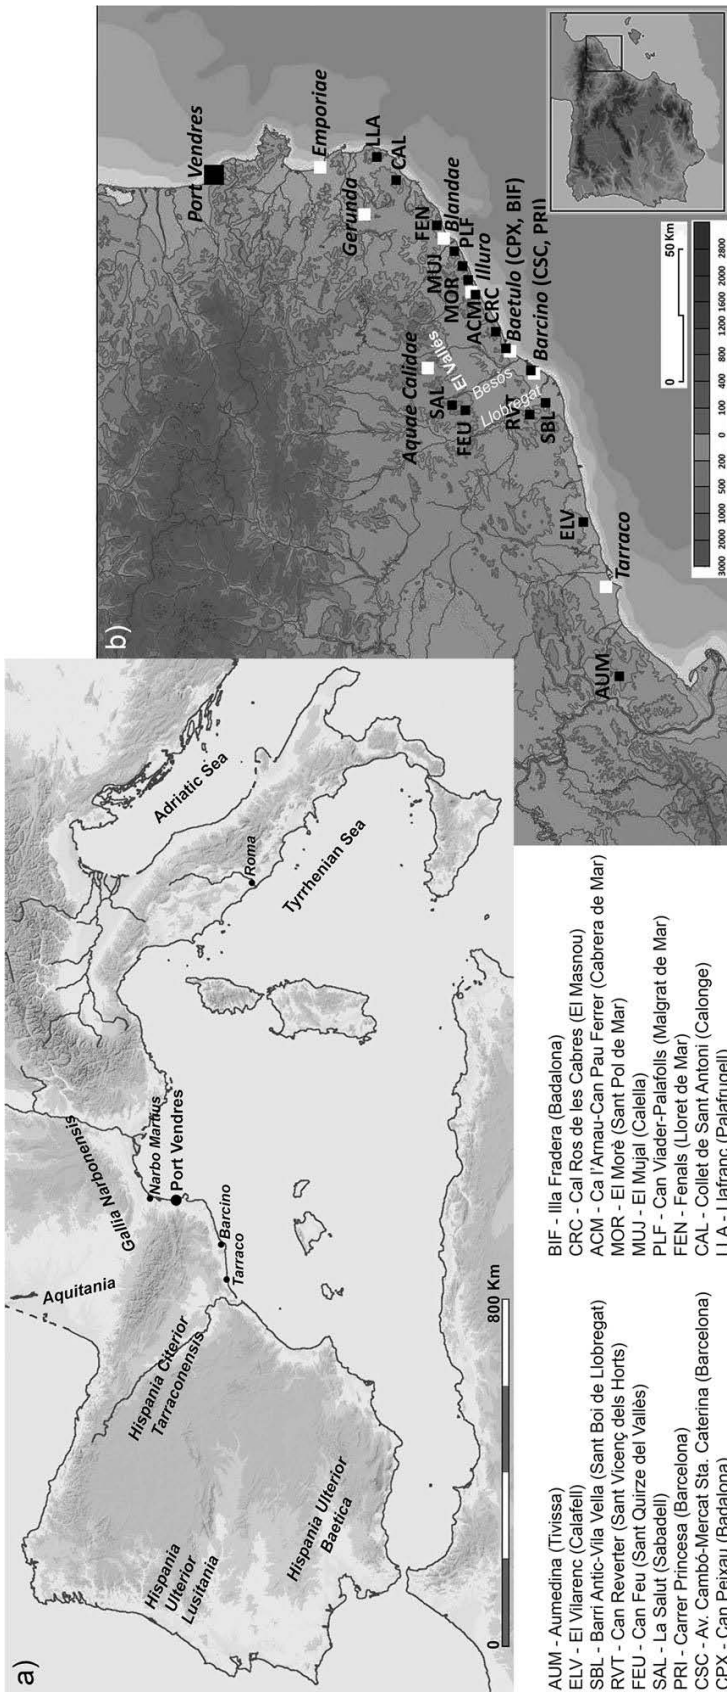 a)
Adriatic Sea
Roma
Tyrrhenian Sea
Gallia Narbonensis
Narbo Martius
Port Vendres
Aquitania
Barcino
Tarraco
Hispania Citerior
Tarraconensis
Hispania
Ulterior
Lusitania
Hispania Ulterior
Baetica
0
800 Km
b)
Port Vendres
Emporiae
Gerunda
LLA
CAL
FEN
Blandae
MUJ
PLF
MOR
Illuro
ACM
CRC
Aquae Calidae
El Vallès
Baetulo (CPX, BIF)
SAL
FEU
Besòs
Llobregat
Barcino (CSC, PRI)
RVT
SBL
ELV
Tarraco
AUM
0
50 Km
3000 2000 1000 500 200 0 100 400 800 1200 2000 2800
AUM - Aumedina (Tivissa)
ELV - El Vilarenc (Calafell)
SBL - Barri Antic-Vila Vella (Sant Boi de Llobregat)
RVT - Can Reverter (Sant Vicenç dels Horts)
FEU - Can Feu (Sant Quirze del Vallès)
SAL - La Salut (Sabadell)
PRI - Carrer Princesa (Barcelona)
CSC - Av. Cambó-Mercat Sta. Caterina (Barcelona)
CPX - Can Peixau (Badalona)
BIF - Illa Fradera (Badalona)
CRC - Cal Ros de les Cabres (El Masnou)
ACM - Ca l'Arnau-Can Pau Ferrer (Cabrera de Mar)
MOR - El Morè (Sant Pol de Mar)
MUJ - El Mujal (Calella)
PLF - Can Viader-Palafolls (Malgrat de Mar)
FEN - Fenals (Lloret de Mar)
CAL - Collet de Sant Antoni (Calonge)
LLA - Llafranc (Palafrugell)